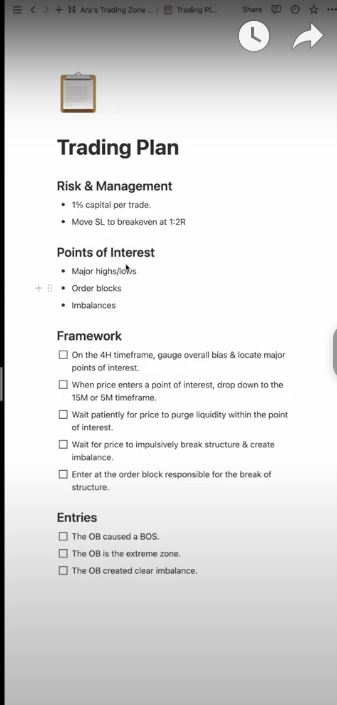 Ara's Trading Zone ... / Trading Pl... Share
Trading Plan
Risk & Management
• 1% capital per trade.
• Move SL to breakeven at 1:2R
Points of Interest
• Major highs/lows
• Order blocks
• Imbalances
Framework
On the 4H timeframe, gauge overall bias & locate major
points of interest.
When price enters a point of interest, drop down to the
15M or 5M timeframe.
Wait patiently for price to purge liquidity within the point
of interest.
Wait for price to impulsively break structure & create
imbalance.
Enter at the order block responsible for the break of
structure.
Entries
The OB caused a BOS.
The OB is the extreme zone.
The OB created clear imbalance.